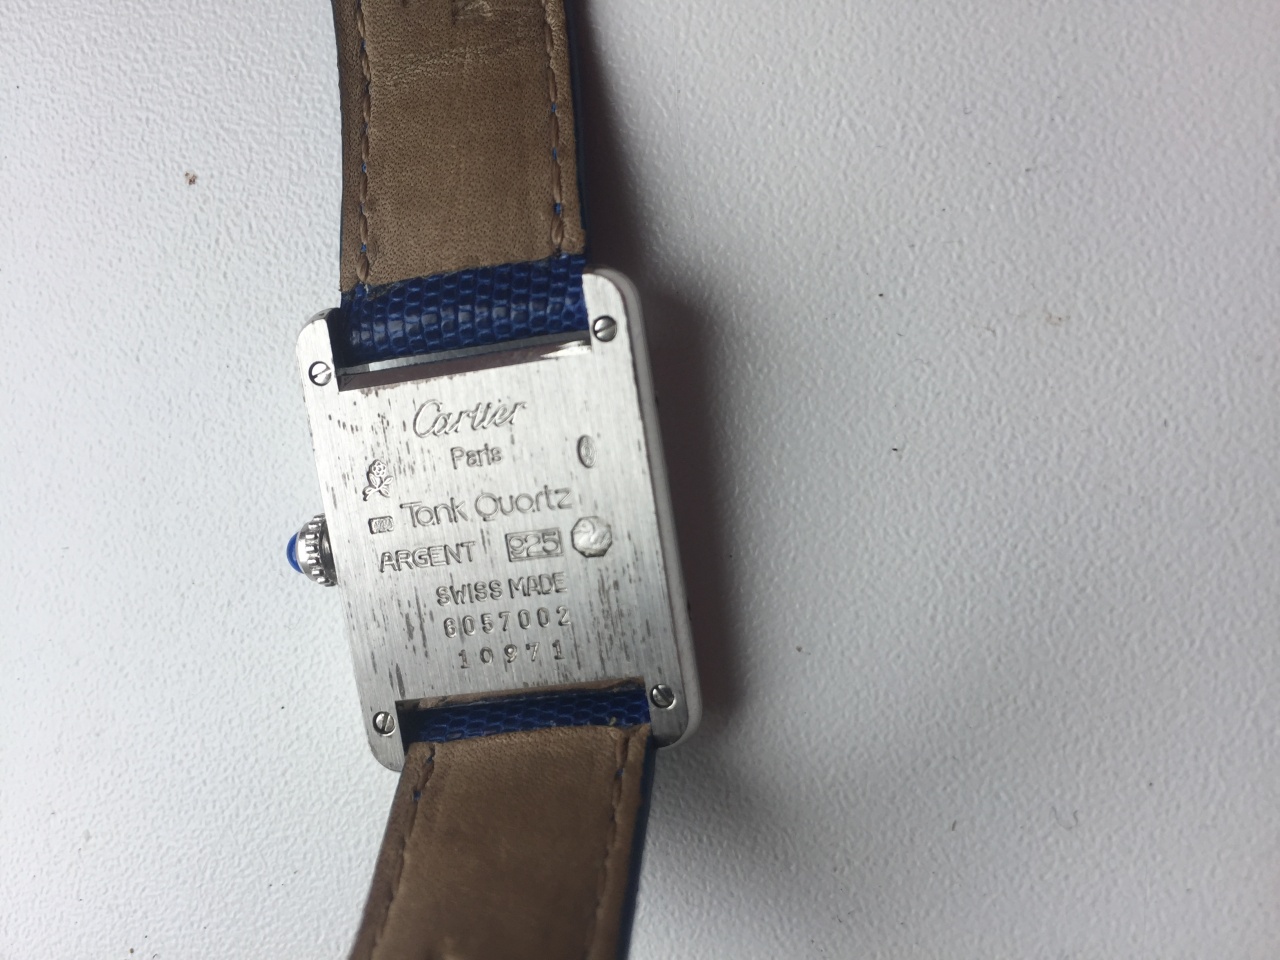 Cartier
Paris
Tank Quartz
ARGENT 925
SWISS MADE
6057002
10971